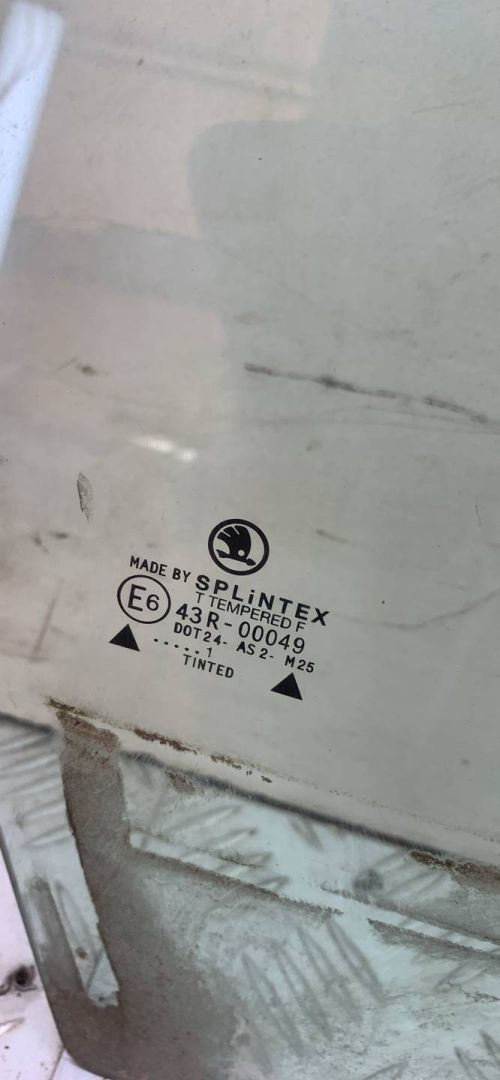 MADE BY SPLiNTEX
T TEMPERED F
E6 43R-00049
DOT24- AS2- M25
.....1
TINTED